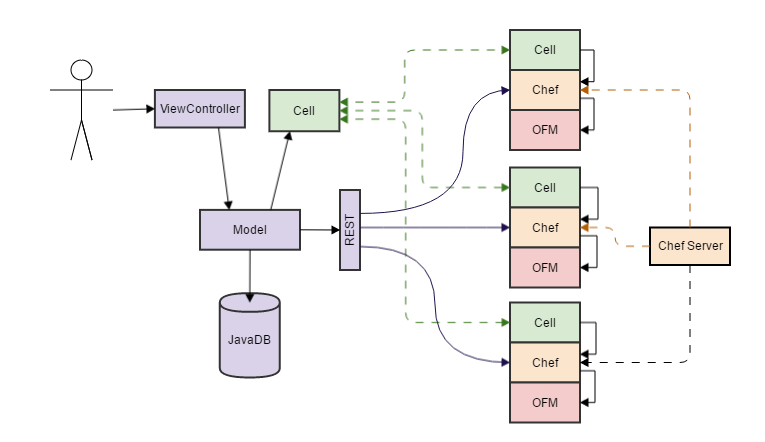 ViewController
Cell
Model
REST
JavaDB
Cell
Chef
OFM
Cell
Chef
OFM
Cell
Chef
OFM
Chef Server